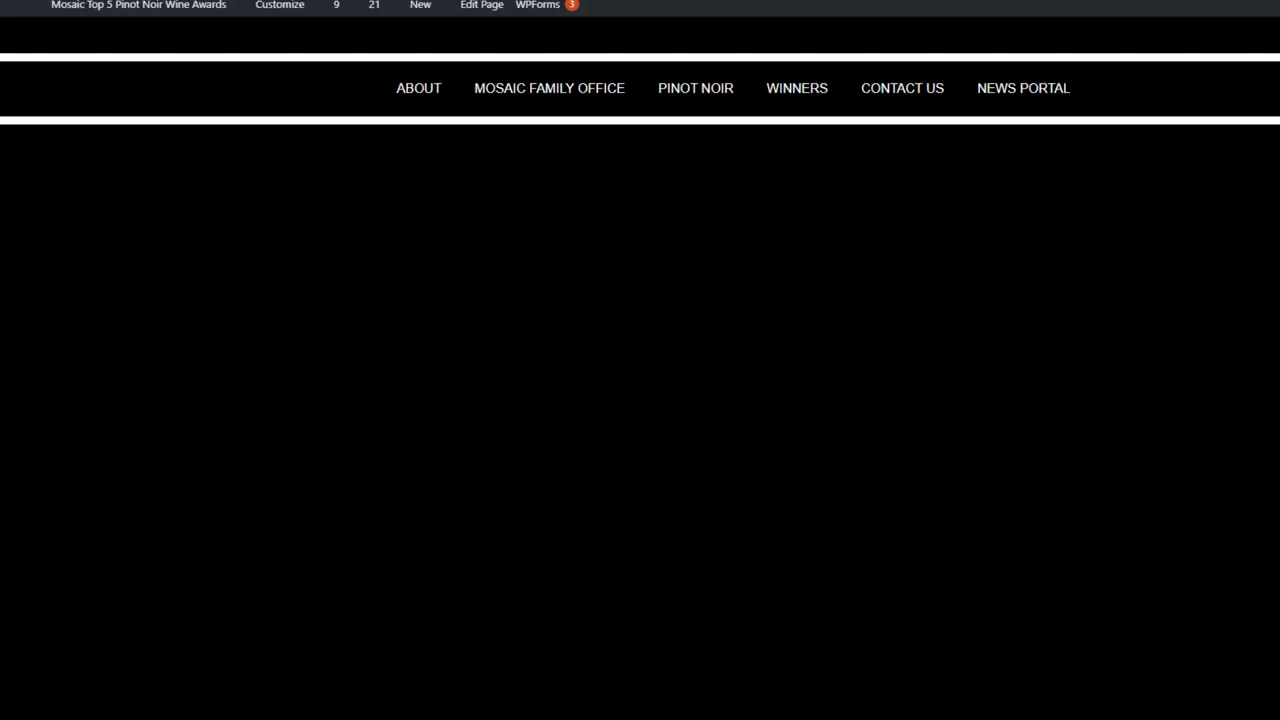 Mosaic Top 5 Pinot Noir Wine Awards Customize 9 21 New Edit Page WPForms 3
ABOUT MOSAIC FAMILY OFFICE PINOT NOIR WINNERS CONTACT US NEWS PORTAL